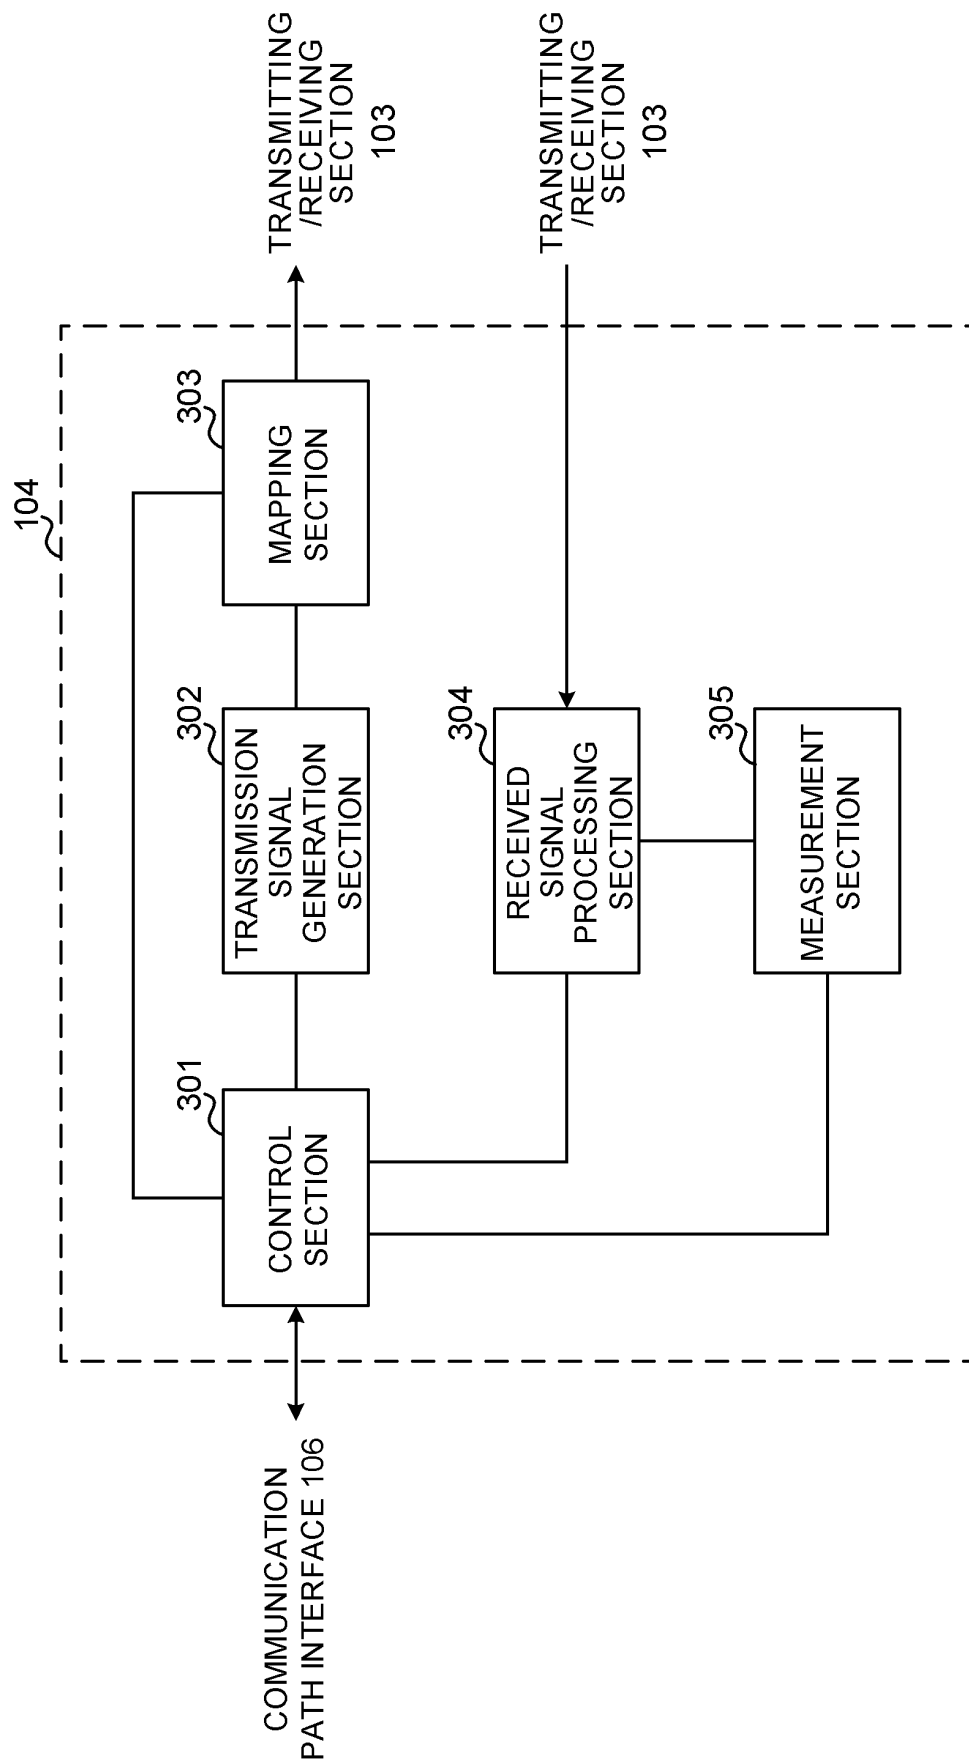 104
COMMUNICATION
PATH INTERFACE 106
301
CONTROL
SECTION
302
TRANSMISSION
SIGNAL
GENERATION
SECTION
303
MAPPING
SECTION
TRANSMITTING
/RECEIVING
SECTION
103
304
RECEIVED
SIGNAL
PROCESSING
SECTION
TRANSMITTING
/RECEIVING
SECTION
103
305
MEASUREMENT
SECTION